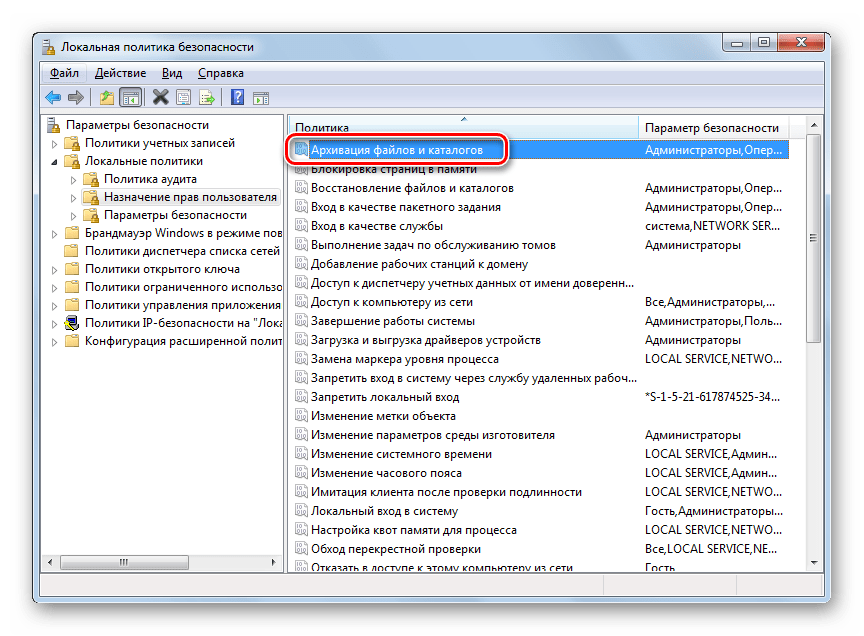 Локальная политика безопасности
Файл Действие Вид Справка
Параметры безопасности
Политики учетных записей
Локальные политики
Политика аудита
Назначение прав пользователя
Параметры безопасности
Брандмауэр Windows в режиме пов
Политики диспетчера списка сетей
Политики открытого ключа
Политики ограниченного использо
Политики управления приложения
Политики IP-безопасности на "Лока
Конфигурация расширенной полит
Политика Параметр безопасности
Архивация файлов и каталогов Администраторы,Опер...
Блокировка страниц в памяти
Восстановление файлов и каталогов Администраторы,Опер...
Вход в качестве пакетного задания Администраторы,Опер...
Вход в качестве службы система,NETWORK SER...
Выполнение задач по обслуживанию томов Администраторы
Добавление рабочих станций к домену
Доступ к диспетчеру учетных данных от имени доверенн...
Доступ к компьютеру из сети Все,Администраторы,...
Завершение работы системы Администраторы,Поль...
Загрузка и выгрузка драйверов устройств Администраторы
Замена маркера уровня процесса LOCAL SERVICE,NETWO...
Запретить вход в систему через службу удаленных рабоч...
Запретить локальный вход *S-1-5-21-617874525-34...
Изменение метки объекта
Изменение параметров среды изготовителя Администраторы
Изменение системного времени LOCAL SERVICE,Админ...
Изменение часового пояса LOCAL SERVICE,Админ...
Имитация клиента после проверки подлинности LOCAL SERVICE,NETWO...
Локальный вход в систему Гость,Администраторы...
Настройка квот памяти для процесса LOCAL SERVICE,NETWO...
Обход перекрестной проверки Все,LOCAL SERVICE,NE...
Отказать в доступе к этому компьютеру из сети Гость